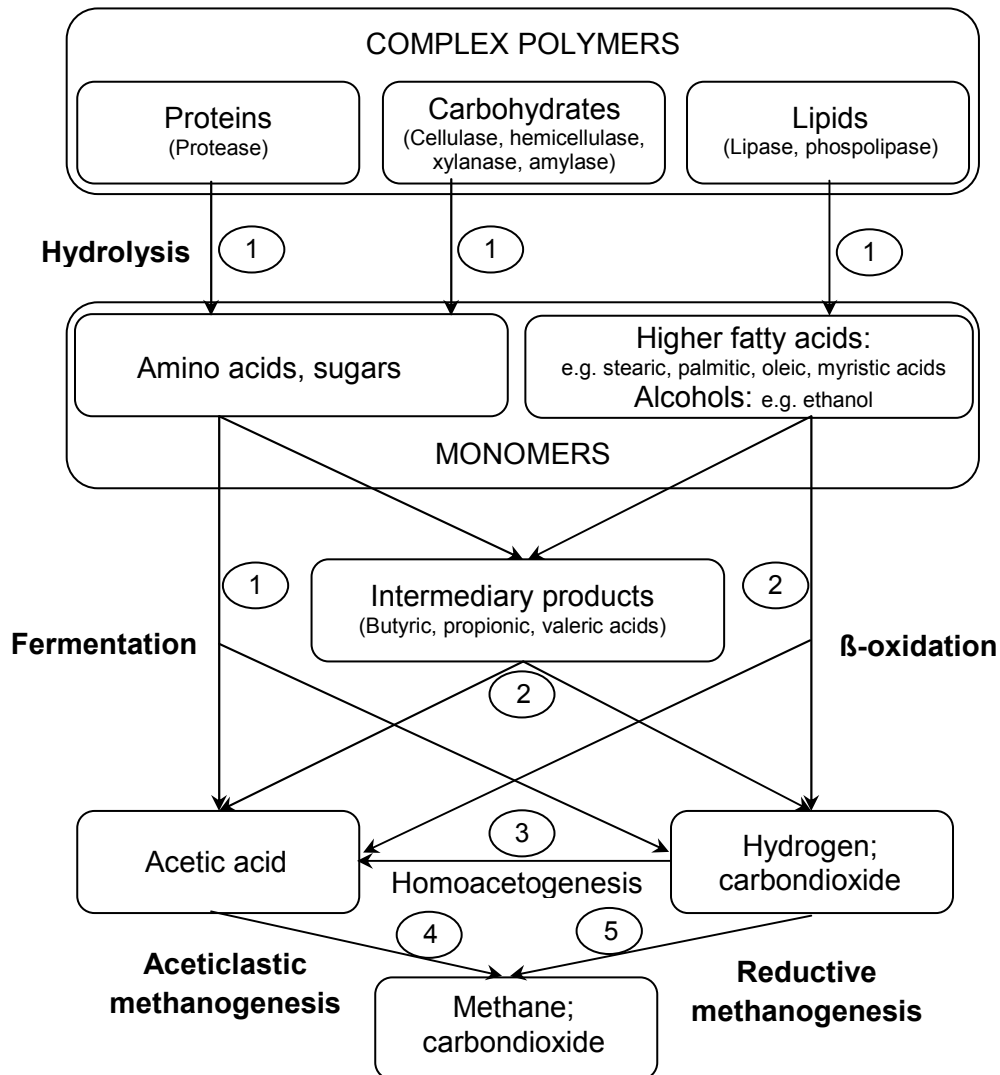 COMPLEX POLYMERS
Proteins
(Protease)
Carbohydrates
(Cellulase, hemicellulase,
xylanase, amylase)
Lipids
(Lipase, phospolipase)
Hydrolysis
1
1
1
Amino acids, sugars
Higher fatty acids:
e.g. stearic, palmitic, oleic, myristic acids
Alcohols: e.g. ethanol
MONOMERS
1
Intermediary products
(Butyric, propionic, valeric acids)
2
Fermentation
ß-oxidation
2
Acetic acid
3
Homoacetogenesis
Hydrogen;
carbondioxide
4
5
Aceticlastic
methanogenesis
Reductive
methanogenesis
Methane;
carbondioxide